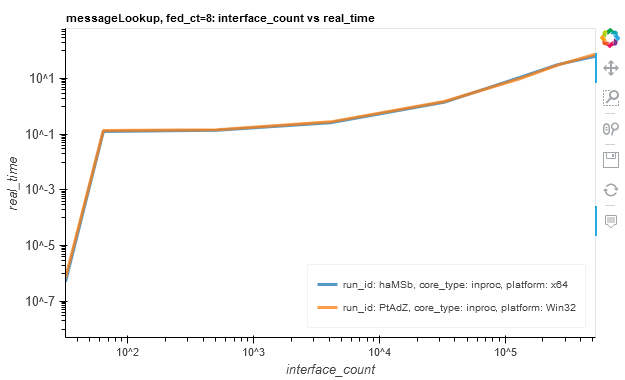 messageLookup, fed_ct=8: interface_count vs real_time
10^1
10^-1
10^-3
10^-5
10^-7
real_time
run_id: haMSb, core_type: inproc, platform: x64
run_id: PtAdZ, core_type: inproc, platform: Win32
10^2 10^3 10^4 10^5
interface_count